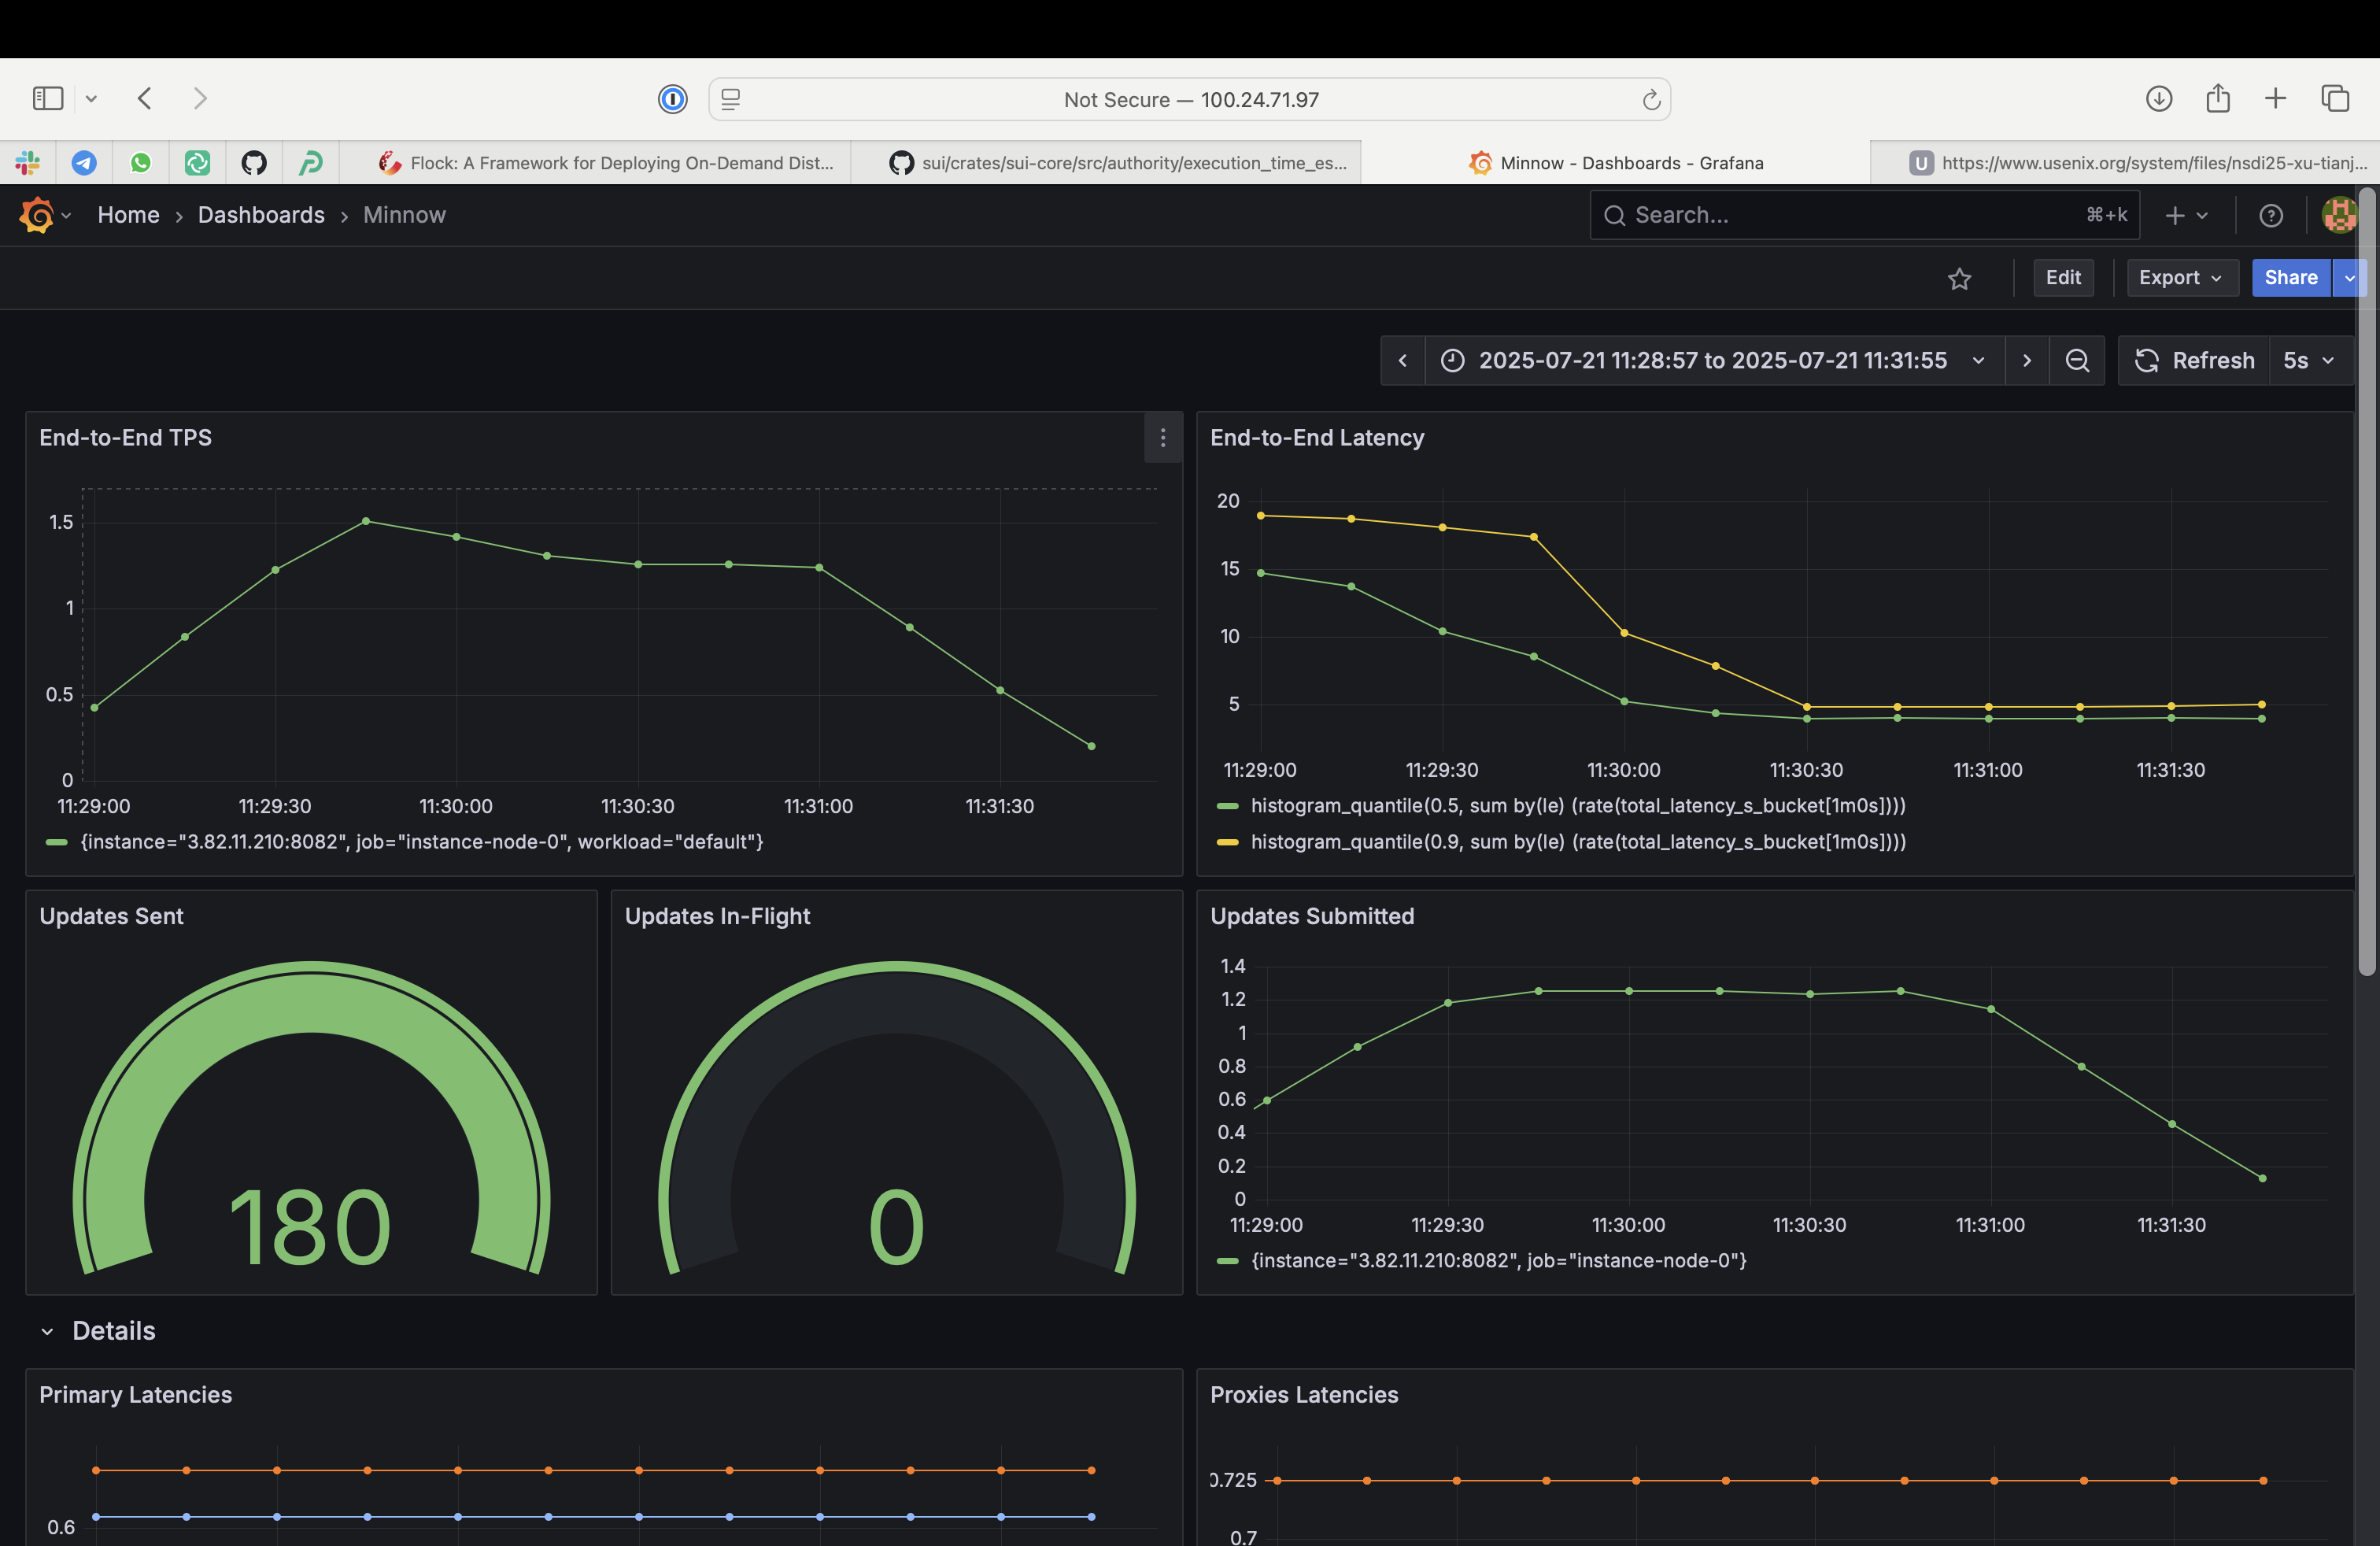 Not Secure — 100.24.71.97
Flock: A Framework for Deploying On-Demand Dist...
sui/crates/sui-core/src/authority/execution_time_es...
Minnow - Dashboards - Grafana
U
https://www.usenix.org/system/files/nsdi25-xu-tianj...
Home › Dashboards › Minnow
Search...
⌘+k
Edit
Export
Share
2025-07-21 11:28:57 to 2025-07-21 11:31:55
Refresh
5s
End-to-End TPS
1.5
1
0.5
0
11:29:00 11:29:30 11:30:00 11:30:30 11:31:00 11:31:30
{instance="3.82.11.210:8082", job="instance-node-0", workload="default"}
End-to-End Latency
20
15
10
5
11:29:00 11:29:30 11:30:00 11:30:30 11:31:00 11:31:30
histogram_quantile(0.5, sum by(le) (rate(total_latency_s_bucket[1m0s])))
histogram_quantile(0.9, sum by(le) (rate(total_latency_s_bucket[1m0s])))
Updates Sent
180
Updates In-Flight
0
Updates Submitted
1.4
1.2
1
0.8
0.6
0.4
0.2
0
11:29:00 11:29:30 11:30:00 11:30:30 11:31:00 11:31:30
{instance="3.82.11.210:8082", job="instance-node-0"}
Details
Primary Latencies
0.6
Proxies Latencies
0.725
0.7